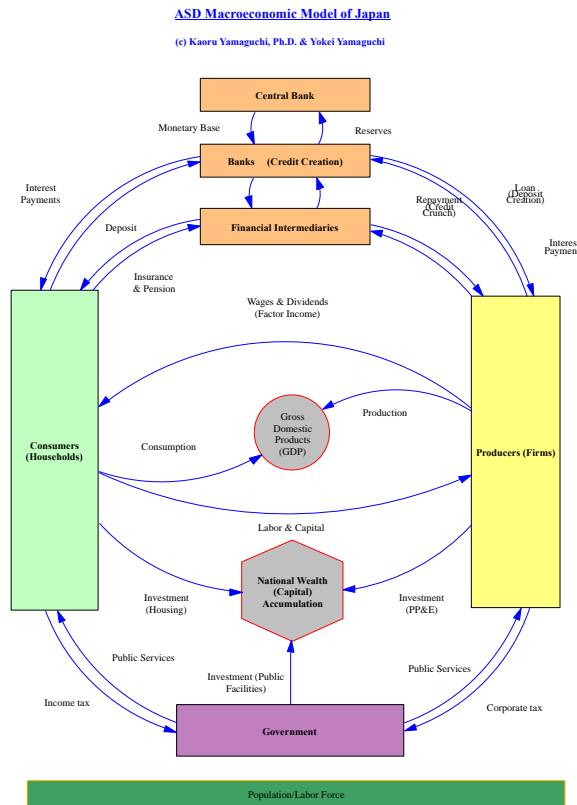 ASD Macroeconomic Model of Japan
(c) Kaoru Yamaguchi, Ph.D. & Yokei Yamaguchi
Central Bank
Monetary Base
Reserves
Banks (Credit Creation)
Interest
Payments
Deposit
Repayment
(Credit
Crunch)
Loan
(Deposit
Creation)
Financial Intermediaries
Interes
Paymen
Insurance
& Pension
Wages & Dividends
(Factor Income)
Gross
Domestic
Products
(GDP)
Production
Consumption
Consumers
(Households)
Producers (Firms)
Labor & Capital
National Wealth
(Capital)
Accumulation
Investment
(Housing)
Investment
(PP&E)
Public Services
Investment (Public
Facilities)
Public Services
Income tax
Corporate tax
Government
Population/Labor Force